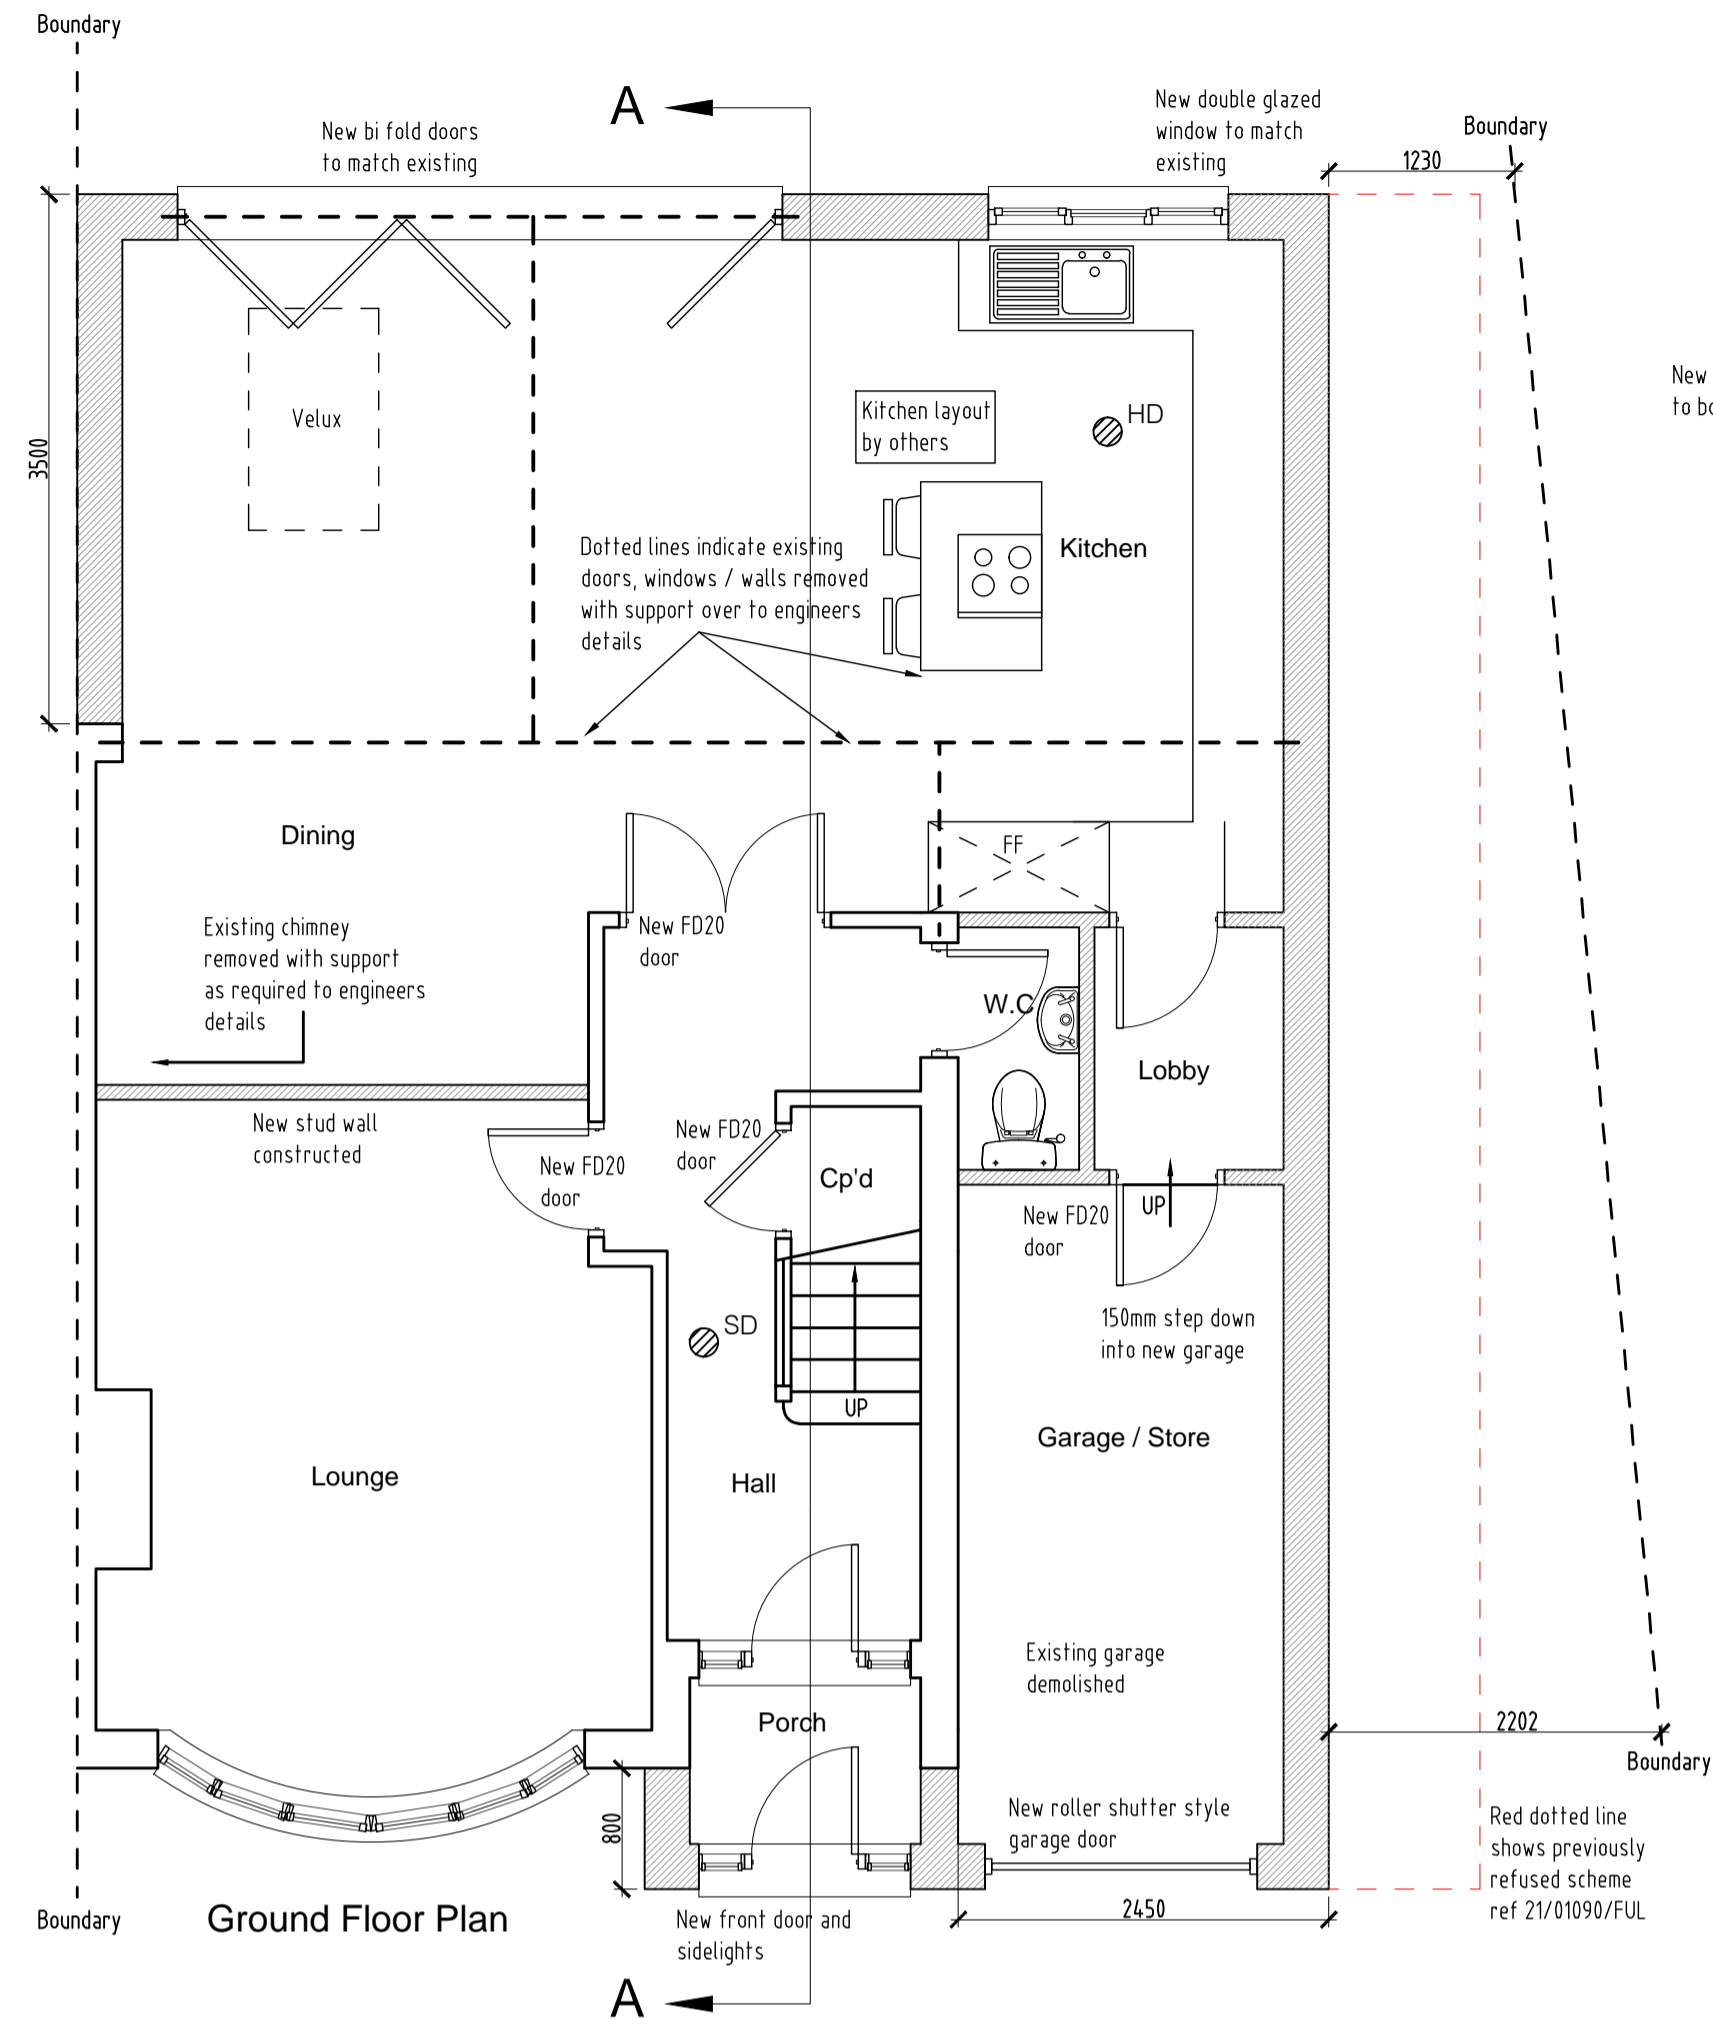 Boundary
A
New bi fold doors
to match existing
New double glazed
window to match
existing
Boundary
1230
New
3500
Velux
Kitchen layout
by others
HD
Kitchen
Dotted lines indicate existing
doors, windows / walls removed
with support over to engineers
details
Dining
FF
Existing chimney
removed with support
as required to engineers
details
New FD20
door
W.C
Lobby
New stud wall
constructed
New FD20
door
New FD20
door
Cp'd
New FD20
door
UP
SD
150mm step down
into new garage
UP
Garage / Store
Lounge
Hall
Existing garage
demolished
Porch
2202
Boundary
800
New roller shutter style
garage door
Red dotted line
shows previously
refused scheme
ref 21/01090/FUL
Boundary
Ground Floor Plan
New front door and
sidelights
2450
A